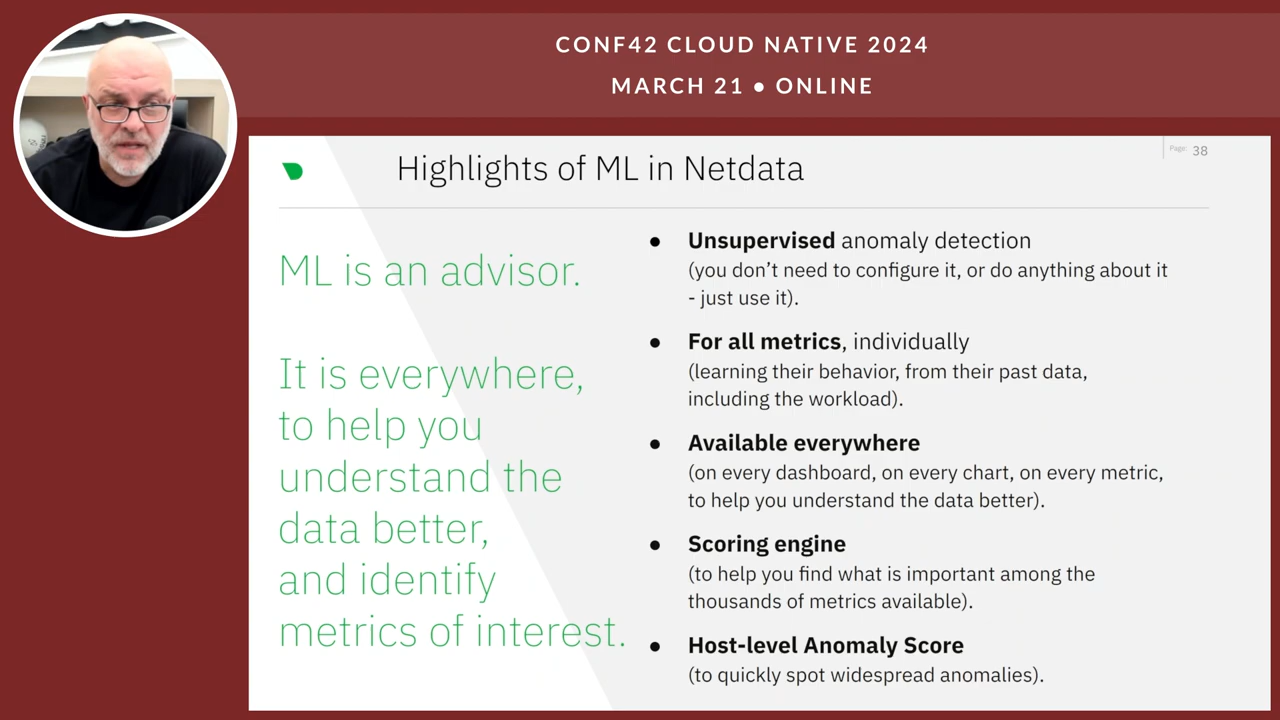 CONF42 CLOUD NATIVE 2024
MARCH 21 ● ONLINE
Page: 38
Highlights of ML in Netdata
ML is an advisor.
It is everywhere,
to help you
understand the
data better,
and identify
metrics of interest.
● Unsupervised anomaly detection
(you don’t need to configure it, or do anything about it
- just use it).
● For all metrics, individually
(learning their behavior, from their past data,
including the workload).
● Available everywhere
(on every dashboard, on every chart, on every metric,
to help you understand the data better).
● Scoring engine
(to help you find what is important among the
thousands of metrics available).
● Host-level Anomaly Score
(to quickly spot widespread anomalies).